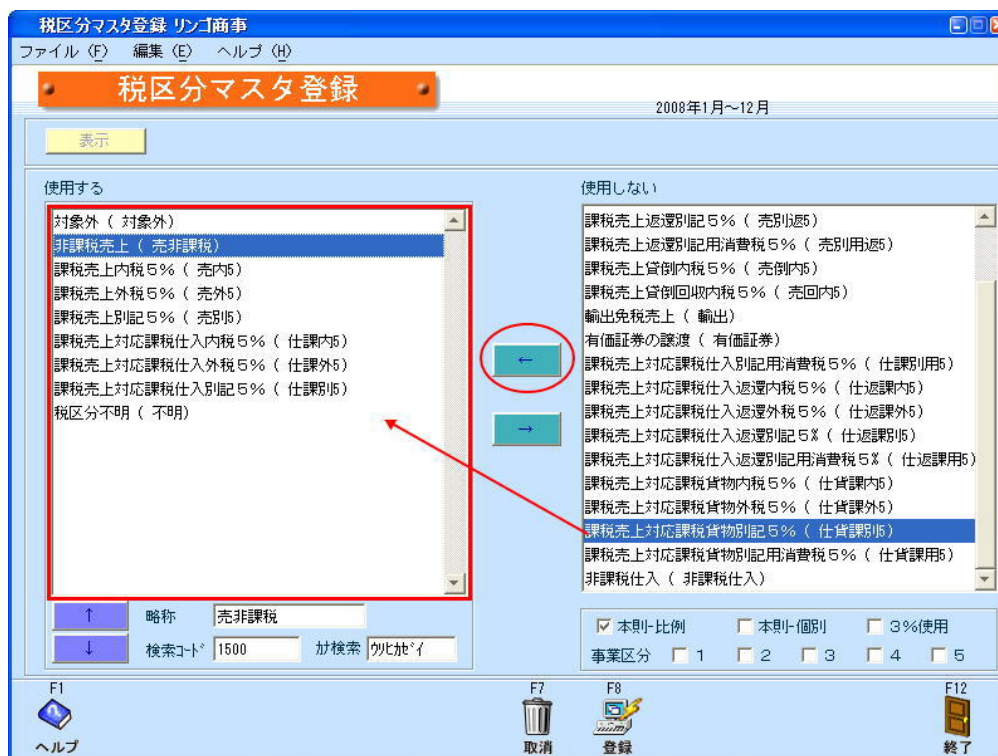 税区分マスタ登録 リンゴ商事
ファイル (F) 編集 (E) ヘルプ (H)
税区分マスタ登録
2008年1月～12月
表示
使用する
対象外 ( 対象外)
非課税売上 ( 売非課税)
課税売上内税５% ( 売内5)
課税売上外税５% ( 売外5)
課税売上別記５% ( 売別5)
課税売上対応課税仕入内税５% ( 仕課内5)
課税売上対応課税仕入外税５% ( 仕課外5)
課税売上対応課税仕入別記５% ( 仕課別5)
税区分不明 ( 不明)
←
→
使用しない
課税売上返還別記５% ( 売別返5)
課税売上返還別記用消費税５% ( 売別用返5)
課税売上貸倒内税５% ( 売倒内5)
課税売上貸倒回収内税５% ( 売回内5)
輸出免税売上 ( 輸出)
有価証券の譲渡 ( 有価証券)
課税売上対応課税仕入別記用消費税５% ( 仕課別用5)
課税売上対応課税仕入返還内税５% ( 仕返課内5)
課税売上対応課税仕入返還外税５% ( 仕返課外5)
課税売上対応課税仕入返還別記５% ( 仕返課別5)
課税売上対応課税仕入返還別記用消費税５% ( 仕返課用5)
課税売上対応課税貨物内税５% ( 仕貨課内5)
課税売上対応課税貨物外税５% ( 仕貨課外5)
課税売上対応課税貨物別記５% ( 仕貨課別5)
課税売上対応課税貨物別記用消費税５% ( 仕貨課用5)
非課税仕入 ( 非課税仕入)
↑ 略称 売非課税
↓ 検索ｺｰﾄﾞ 1500 ｶﾅ検索 ｳﾘﾋｶｾﾞｲ
本則-比例 本則-個別 3%使用
事業区分 1 2 3 4 5
F1 F7 F8 F12
ヘルプ 取消 登録 終了